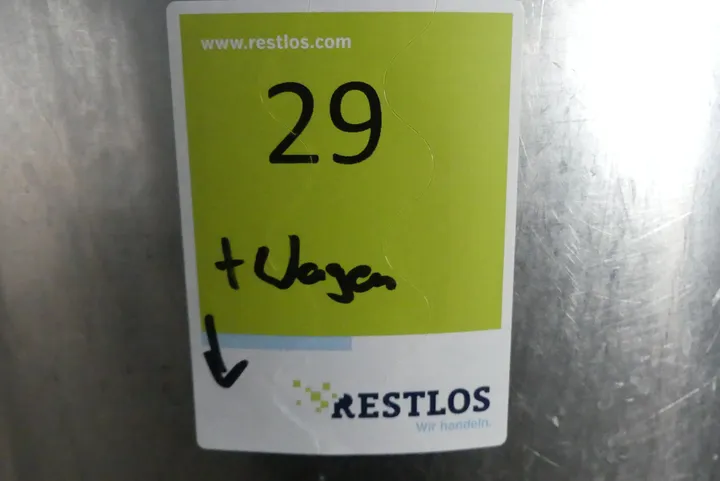 www.restlos.com
29
+ Wagen
RESTLOS
Wir handeln.